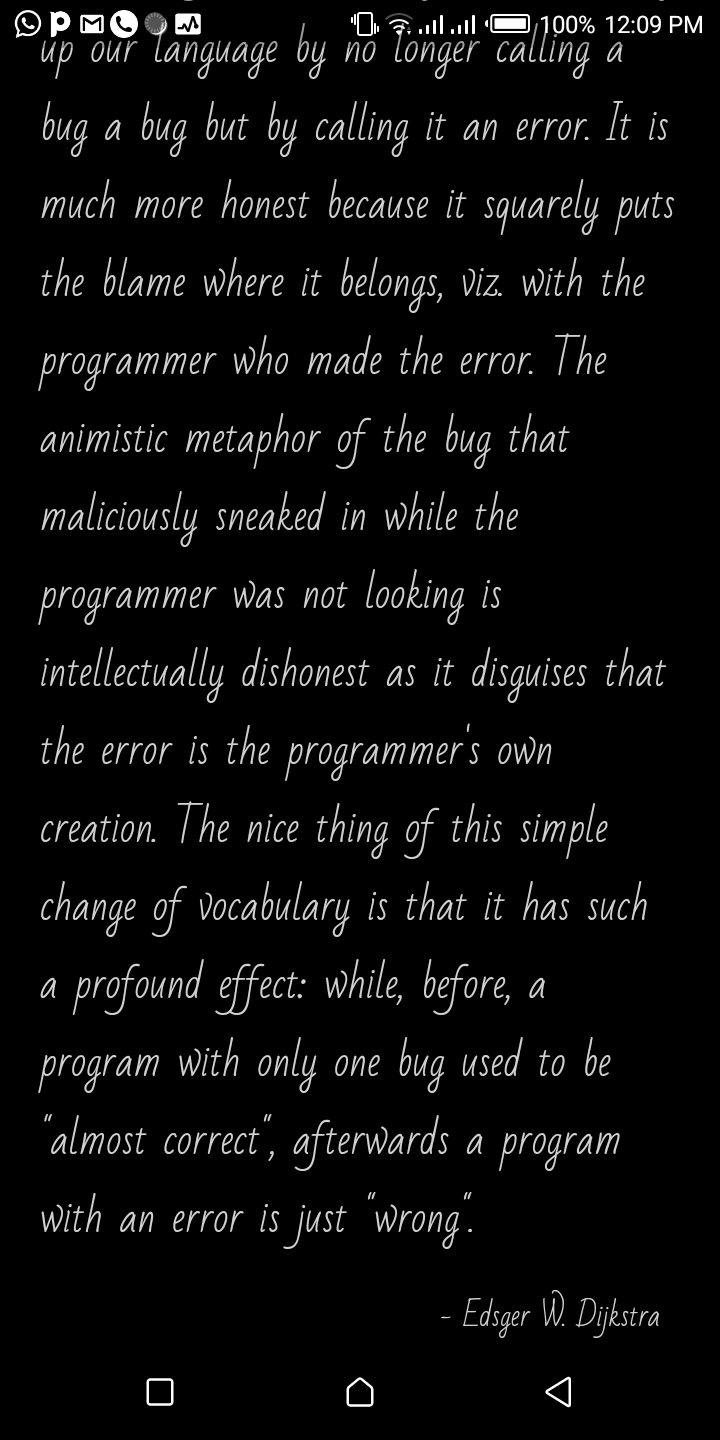 100% 12:09 PM
up our language by no longer calling a
bug a bug but by calling it an error. It is
much more honest because it squarely puts
the blame where it belongs, viz. with the
programmer who made the error. The
animistic metaphor of the bug that
maliciously sneaked in while the
programmer was not looking is
intellectually dishonest as it disguises that
the error is the programmer's own
creation. The nice thing of this simple
change of vocabulary is that it has such
a profound effect: while, before, a
program with only one bug used to be
"almost correct", afterwards a program
with an error is just "wrong".
- Edsger W. Dijkstra